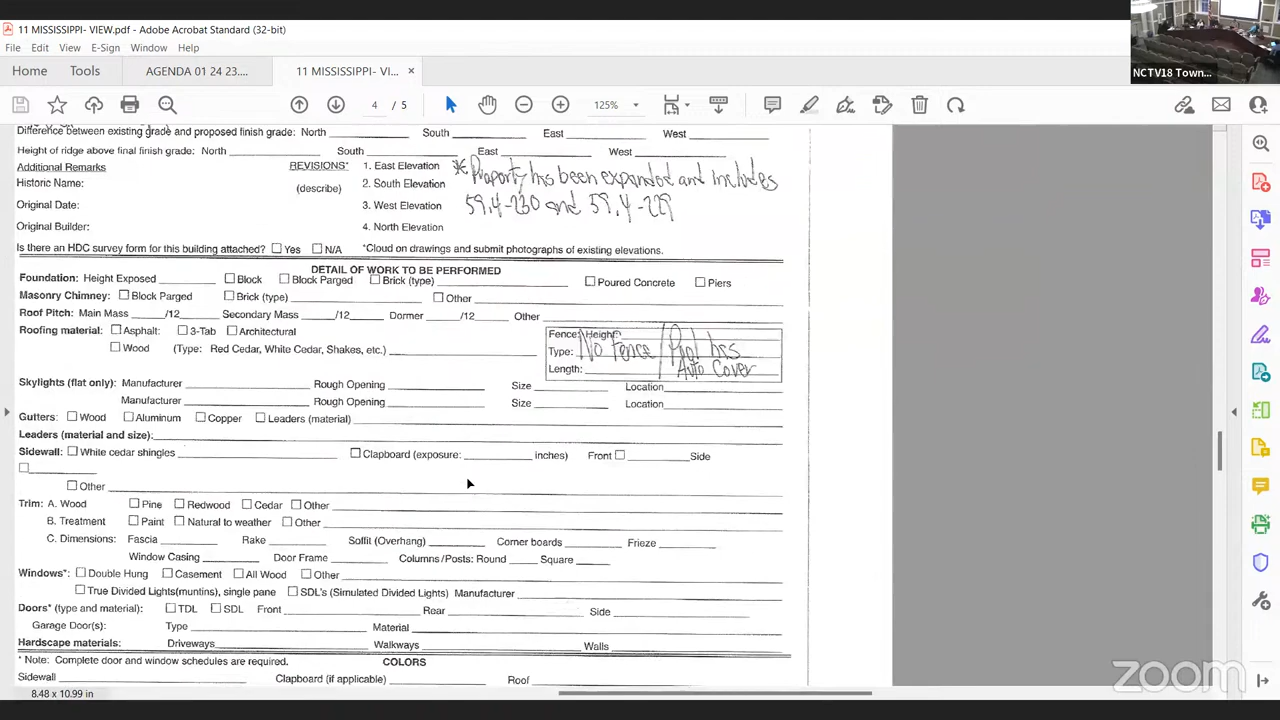 11 MISSISSIPPI- VIEW.pdf - Adobe Acrobat Standard (32-bit)
File Edit View E-Sign Window Help
Home Tools AGENDA 01 24 23.... 11 MISSISSIPPI- VI... ×
4 / 5 125%
NCTV18 Town...
Difference between existing grade and proposed finish grade: North South East West
Height of ridge above final finish grade: North South East West
Additional Remarks REVISIONS* 1. East Elevation * Property has been expanded and includes
Historic Name: (describe) 2. South Elevation
Original Date: 3. West Elevation 59.4-230 and 59.4-229
Original Builder: 4. North Elevation
Is there an HDC survey form for this building attached? Yes N/A *Cloud on drawings and submit photographs of existing elevations.
DETAIL OF WORK TO BE PERFORMED
Foundation: Height Exposed Block Block Parged Brick (type) Poured Concrete Piers
Masonry Chimney: Block Parged Brick (type) Other
Roof Pitch: Main Mass /12 Secondary Mass /12 Dormer /12 Other
Roofing material: Asphalt: 3-Tab Architectural
Fence: Height:
Wood (Type: Red Cedar, White Cedar, Shakes, etc.)
Type: No Fence / Pool has
Length: Auto Cover
Skylights (flat only): Manufacturer Rough Opening Size Location
Manufacturer Rough Opening Size Location
Gutters: Wood Aluminum Copper Leaders (material)
Leaders (material and size):
Sidewall: White cedar shingles Clapboard (exposure: inches) Front Side
Other
Trim: A. Wood Pine Redwood Cedar Other
B. Treatment Paint Natural to weather Other
C. Dimensions: Fascia Rake Soffit (Overhang) Corner boards Frieze
Window Casing Door Frame Columns/Posts: Round Square
Windows*: Double Hung Casement All Wood Other
True Divided Lights(muntins), single pane SDL's (Simulated Divided Lights) Manufacturer
Doors* (type and material): TDL SDL Front Rear Side
Garage Door(s): Type Material
Hardscape materials: Driveways Walkways Walls
* Note: Complete door and window schedules are required. COLORS
Sidewall Clapboard (if applicable) Roof
8.48 x 10.99 in
zoom